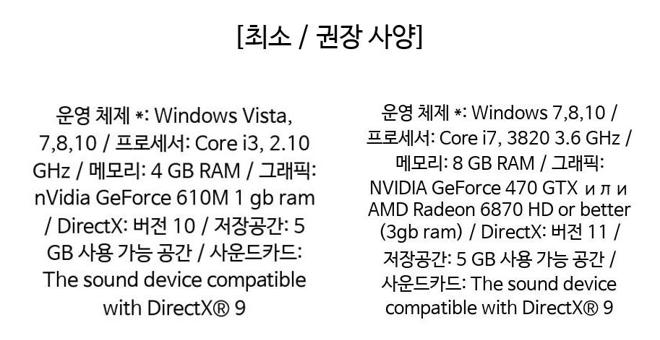 [최소 / 권장 사양]
운영 체제 *: Windows Vista,
7,8,10 / 프로세서: Core i3, 2.10
GHz / 메모리: 4 GB RAM / 그래픽:
nVidia GeForce 610M 1 gb ram
/ DirectX: 버전 10 / 저장공간: 5
GB 사용 가능 공간 / 사운드카드:
The sound device compatible
with DirectX® 9
운영 체제 *: Windows 7,8,10 /
프로세서: Core i7, 3820 3.6 GHz /
메모리: 8 GB RAM / 그래픽:
NVIDIA GeForce 470 GTX или
AMD Radeon 6870 HD or better
(3gb ram) / DirectX: 버전 11 /
저장공간: 5 GB 사용 가능 공간 /
사운드카드: The sound device
compatible with DirectX® 9